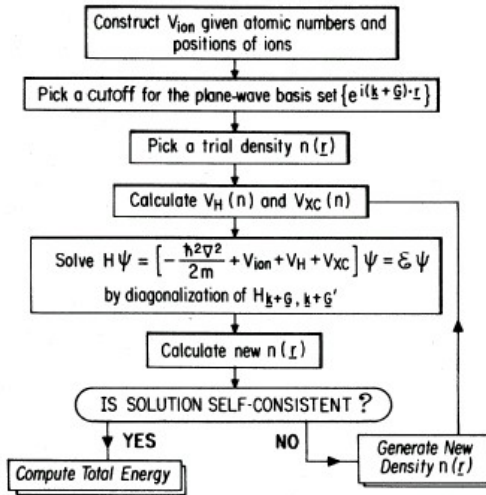 Construct V_ion given atomic numbers and
positions of ions
Pick a cutoff for the plane-wave basis set {e^i(k+G)·r}
Pick a trial density n(r)
Calculate V_H(n) and V_XC(n)
Solve Hψ = [-ℏ²∇²/2m + V_ion + V_H + V_XC] ψ = ℰψ
by diagonalization of H_k+G, k+G'
Calculate new n(r)
IS SOLUTION SELF-CONSISTENT ?
YES
NO
Compute Total Energy
Generate New
Density n(r)